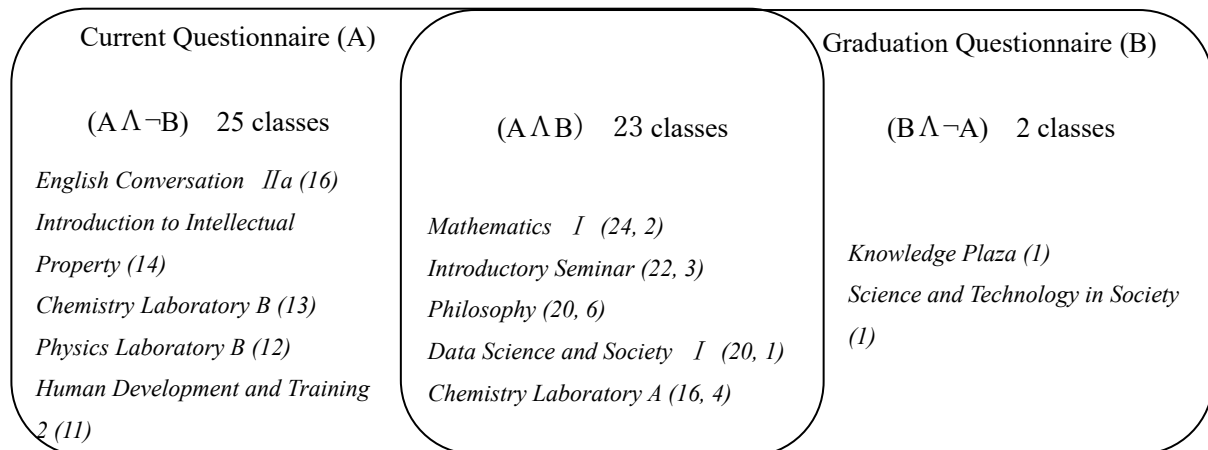 Current Questionnaire (A)
Graduation Questionnaire (B)
(A Λ ¬B) 25 classes
(A Λ B) 23 classes
(B Λ ¬A) 2 classes
English Conversation Ⅱa (16)
Introduction to Intellectual
Property (14)
Chemistry Laboratory B (13)
Physics Laboratory B (12)
Human Development and Training
2 (11)
Mathematics Ⅰ (24, 2)
Introductory Seminar (22, 3)
Philosophy (20, 6)
Data Science and Society Ⅰ (20, 1)
Chemistry Laboratory A (16, 4)
Knowledge Plaza (1)
Science and Technology in Society
(1)